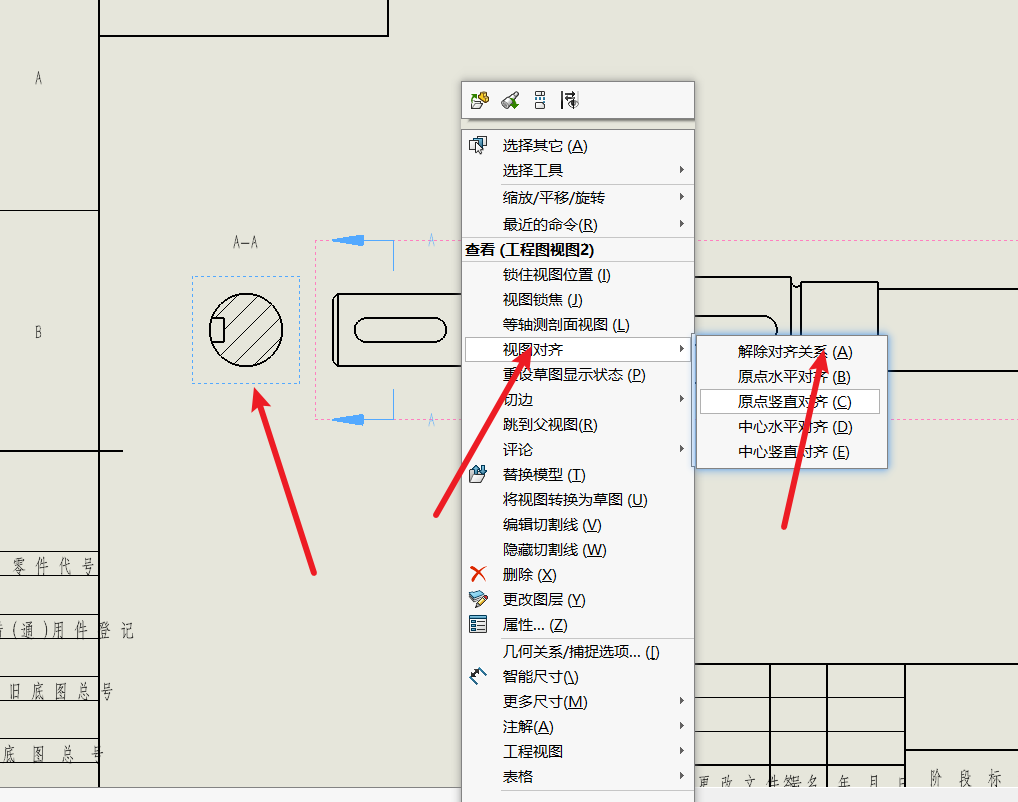 A
A-A
A
A
B
零件代号
(通)用件登记
旧底图总号
底图总号
选择其它 (A)
选择工具
缩放/平移/旋转
最近的命令(R)
查看 (工程图视图2)
锁住视图位置 (I)
视图锁焦 (J)
等轴测剖面视图 (L)
视图对齐
重设草图显示状态 (P)
切边
跳到父视图(R)
评论
替换模型 (T)
将视图转换为草图 (U)
编辑切割线 (V)
隐藏切割线 (W)
删除 (X)
更改图层 (Y)
属性... (Z)
几何关系/捕捉选项... ([)
智能尺寸(\)
更多尺寸(M)
注解(A)
工程视图
表格
解除对齐关系 (A)
原点水平对齐 (B)
原点竖直对齐 (C)
中心水平对齐 (D)
中心竖直对齐 (E)
更改文件 签名 年 月 日 阶段标